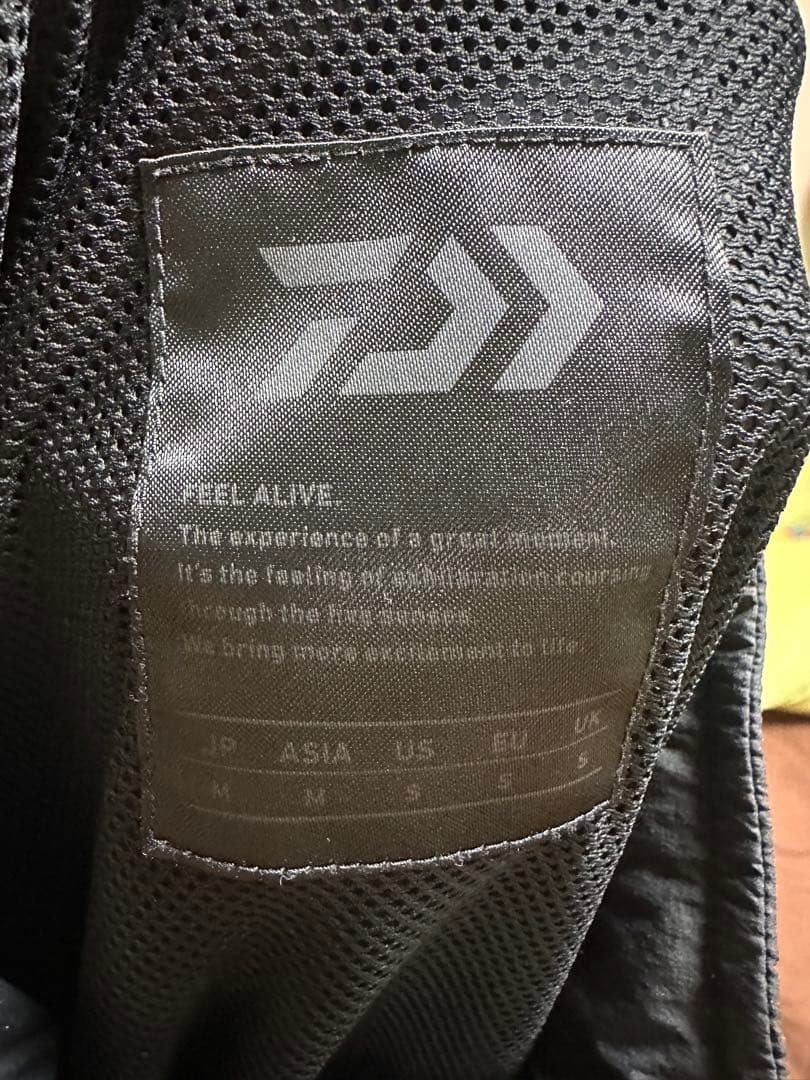 FEEL ALIVE.
The experience of a great moment.
It's the feeling of exhilaration coursing
through the five senses.
We bring more excitement to life.
JP ASIA US EU UK
M M S S S